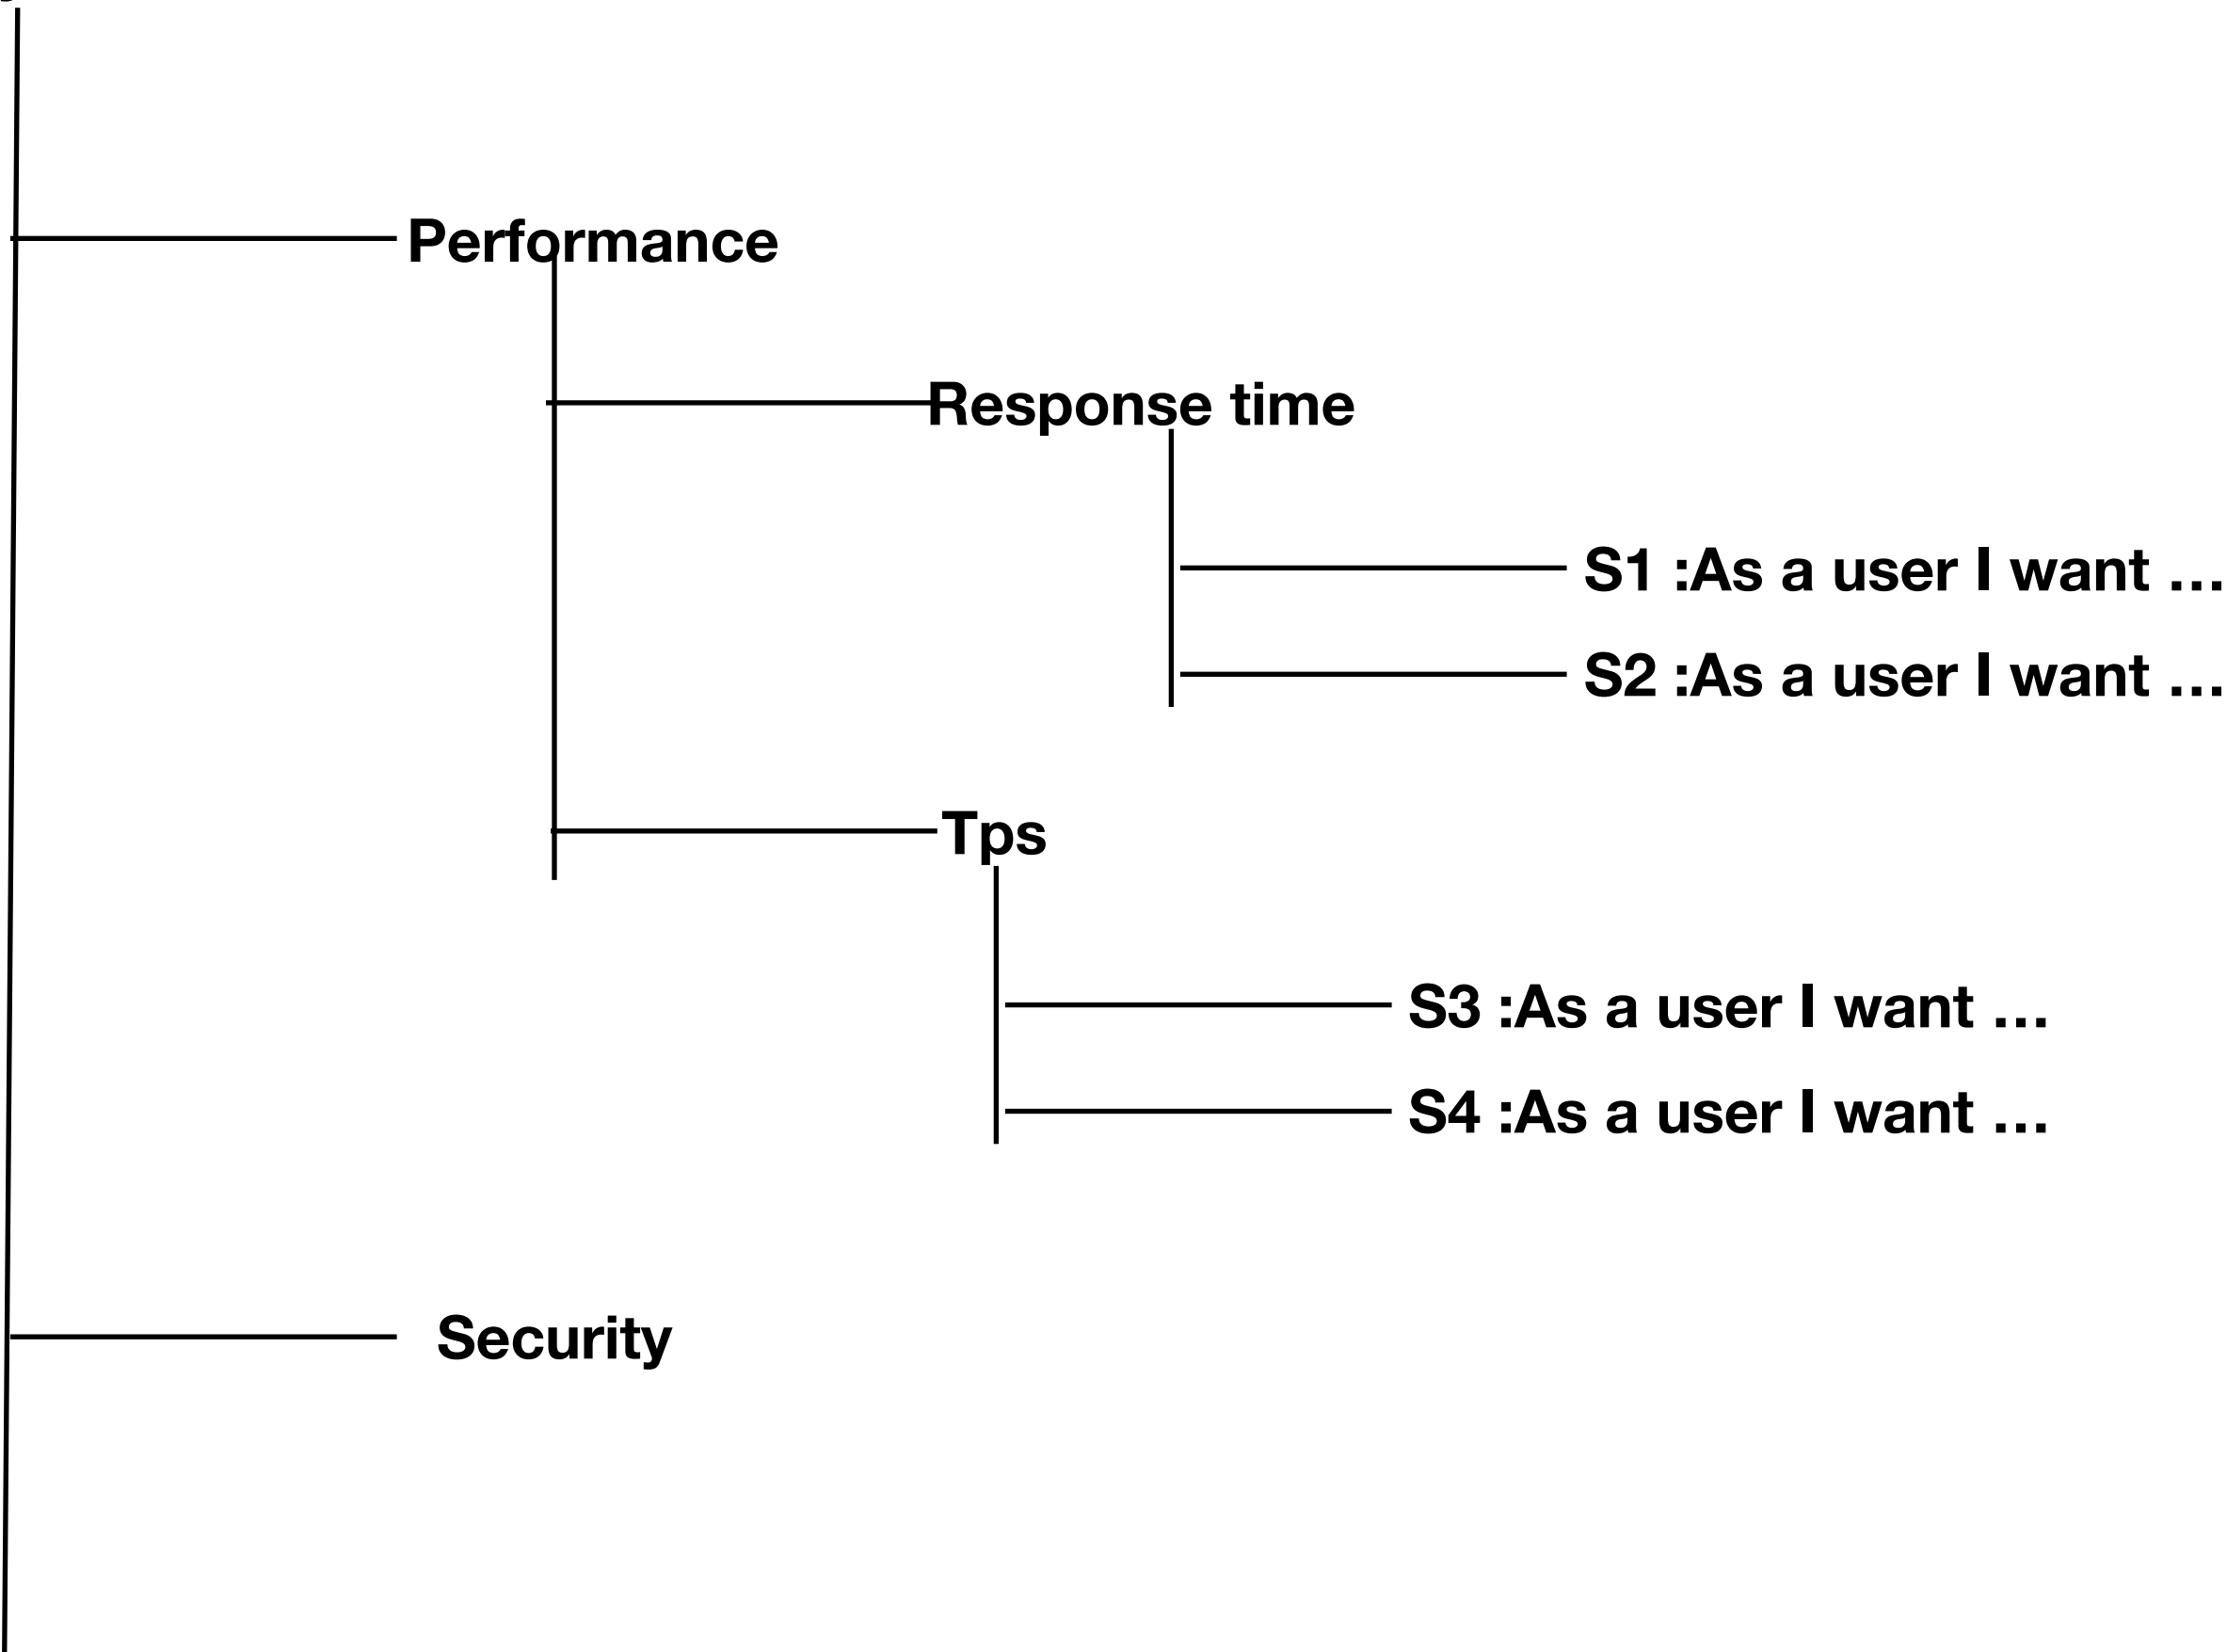 Performance
Response time
S1 :As a user I want ...
S2 :As a user I want ...
Tps
S3 :As a user I want ...
S4 :As a user I want ...
Security